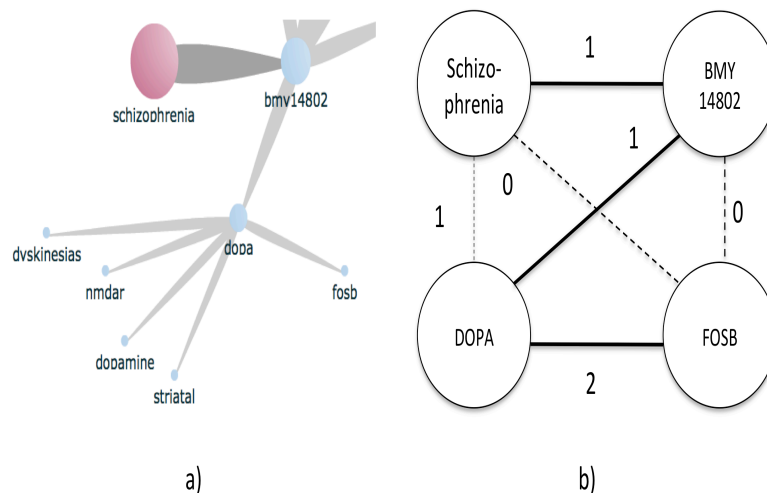 schizophrenia
bmy14802
dopa
dyskinesias
nmdar
fosb
dopamine
striatal
a)
Schizo-
phrenia
1
BMY
14802
1
0
1
0
DOPA
2
FOSB
b)